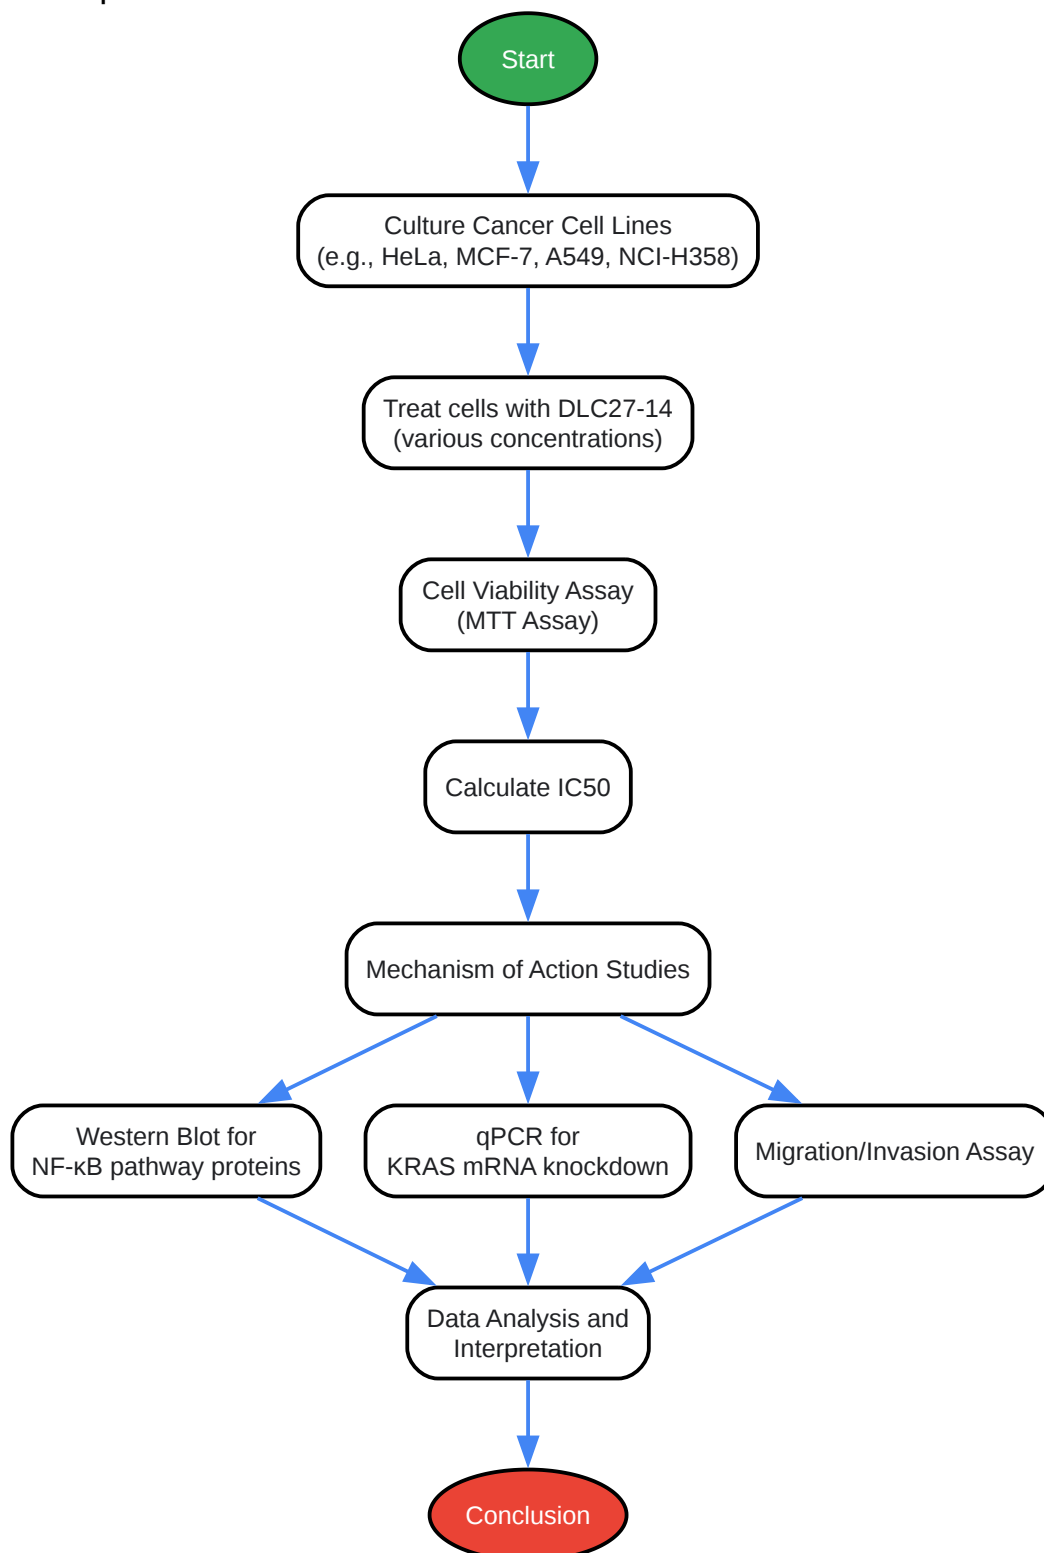 Start
Culture Cancer Cell Lines
(e.g., HeLa, MCF-7, A549, NCI-H358)
Treat cells with DLC27-14
(various concentrations)
Cell Viability Assay
(MTT Assay)
Calculate IC50
Mechanism of Action Studies
Western Blot for
NF-κB pathway proteins
qPCR for
KRAS mRNA knockdown
Migration/Invasion Assay
Data Analysis and
Interpretation
Conclusion